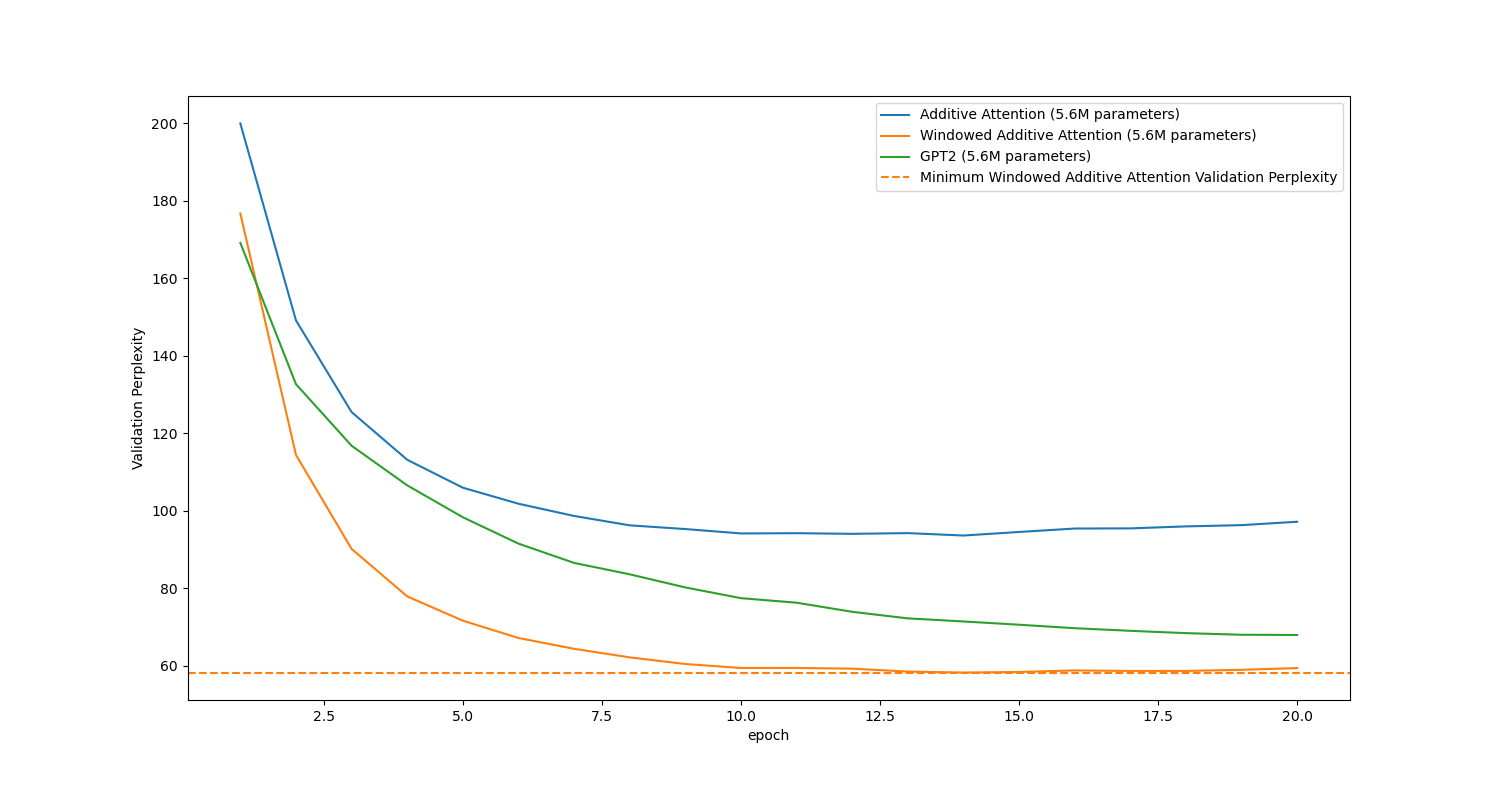 Additive Attention (5.6M parameters)
Windowed Additive Attention (5.6M parameters)
GPT2 (5.6M parameters)
Minimum Windowed Additive Attention Validation Perplexity
200
180
160
140
120
100
80
60
Validation Perplexity
2.5 5.0 7.5 10.0 12.5 15.0 17.5 20.0
epoch